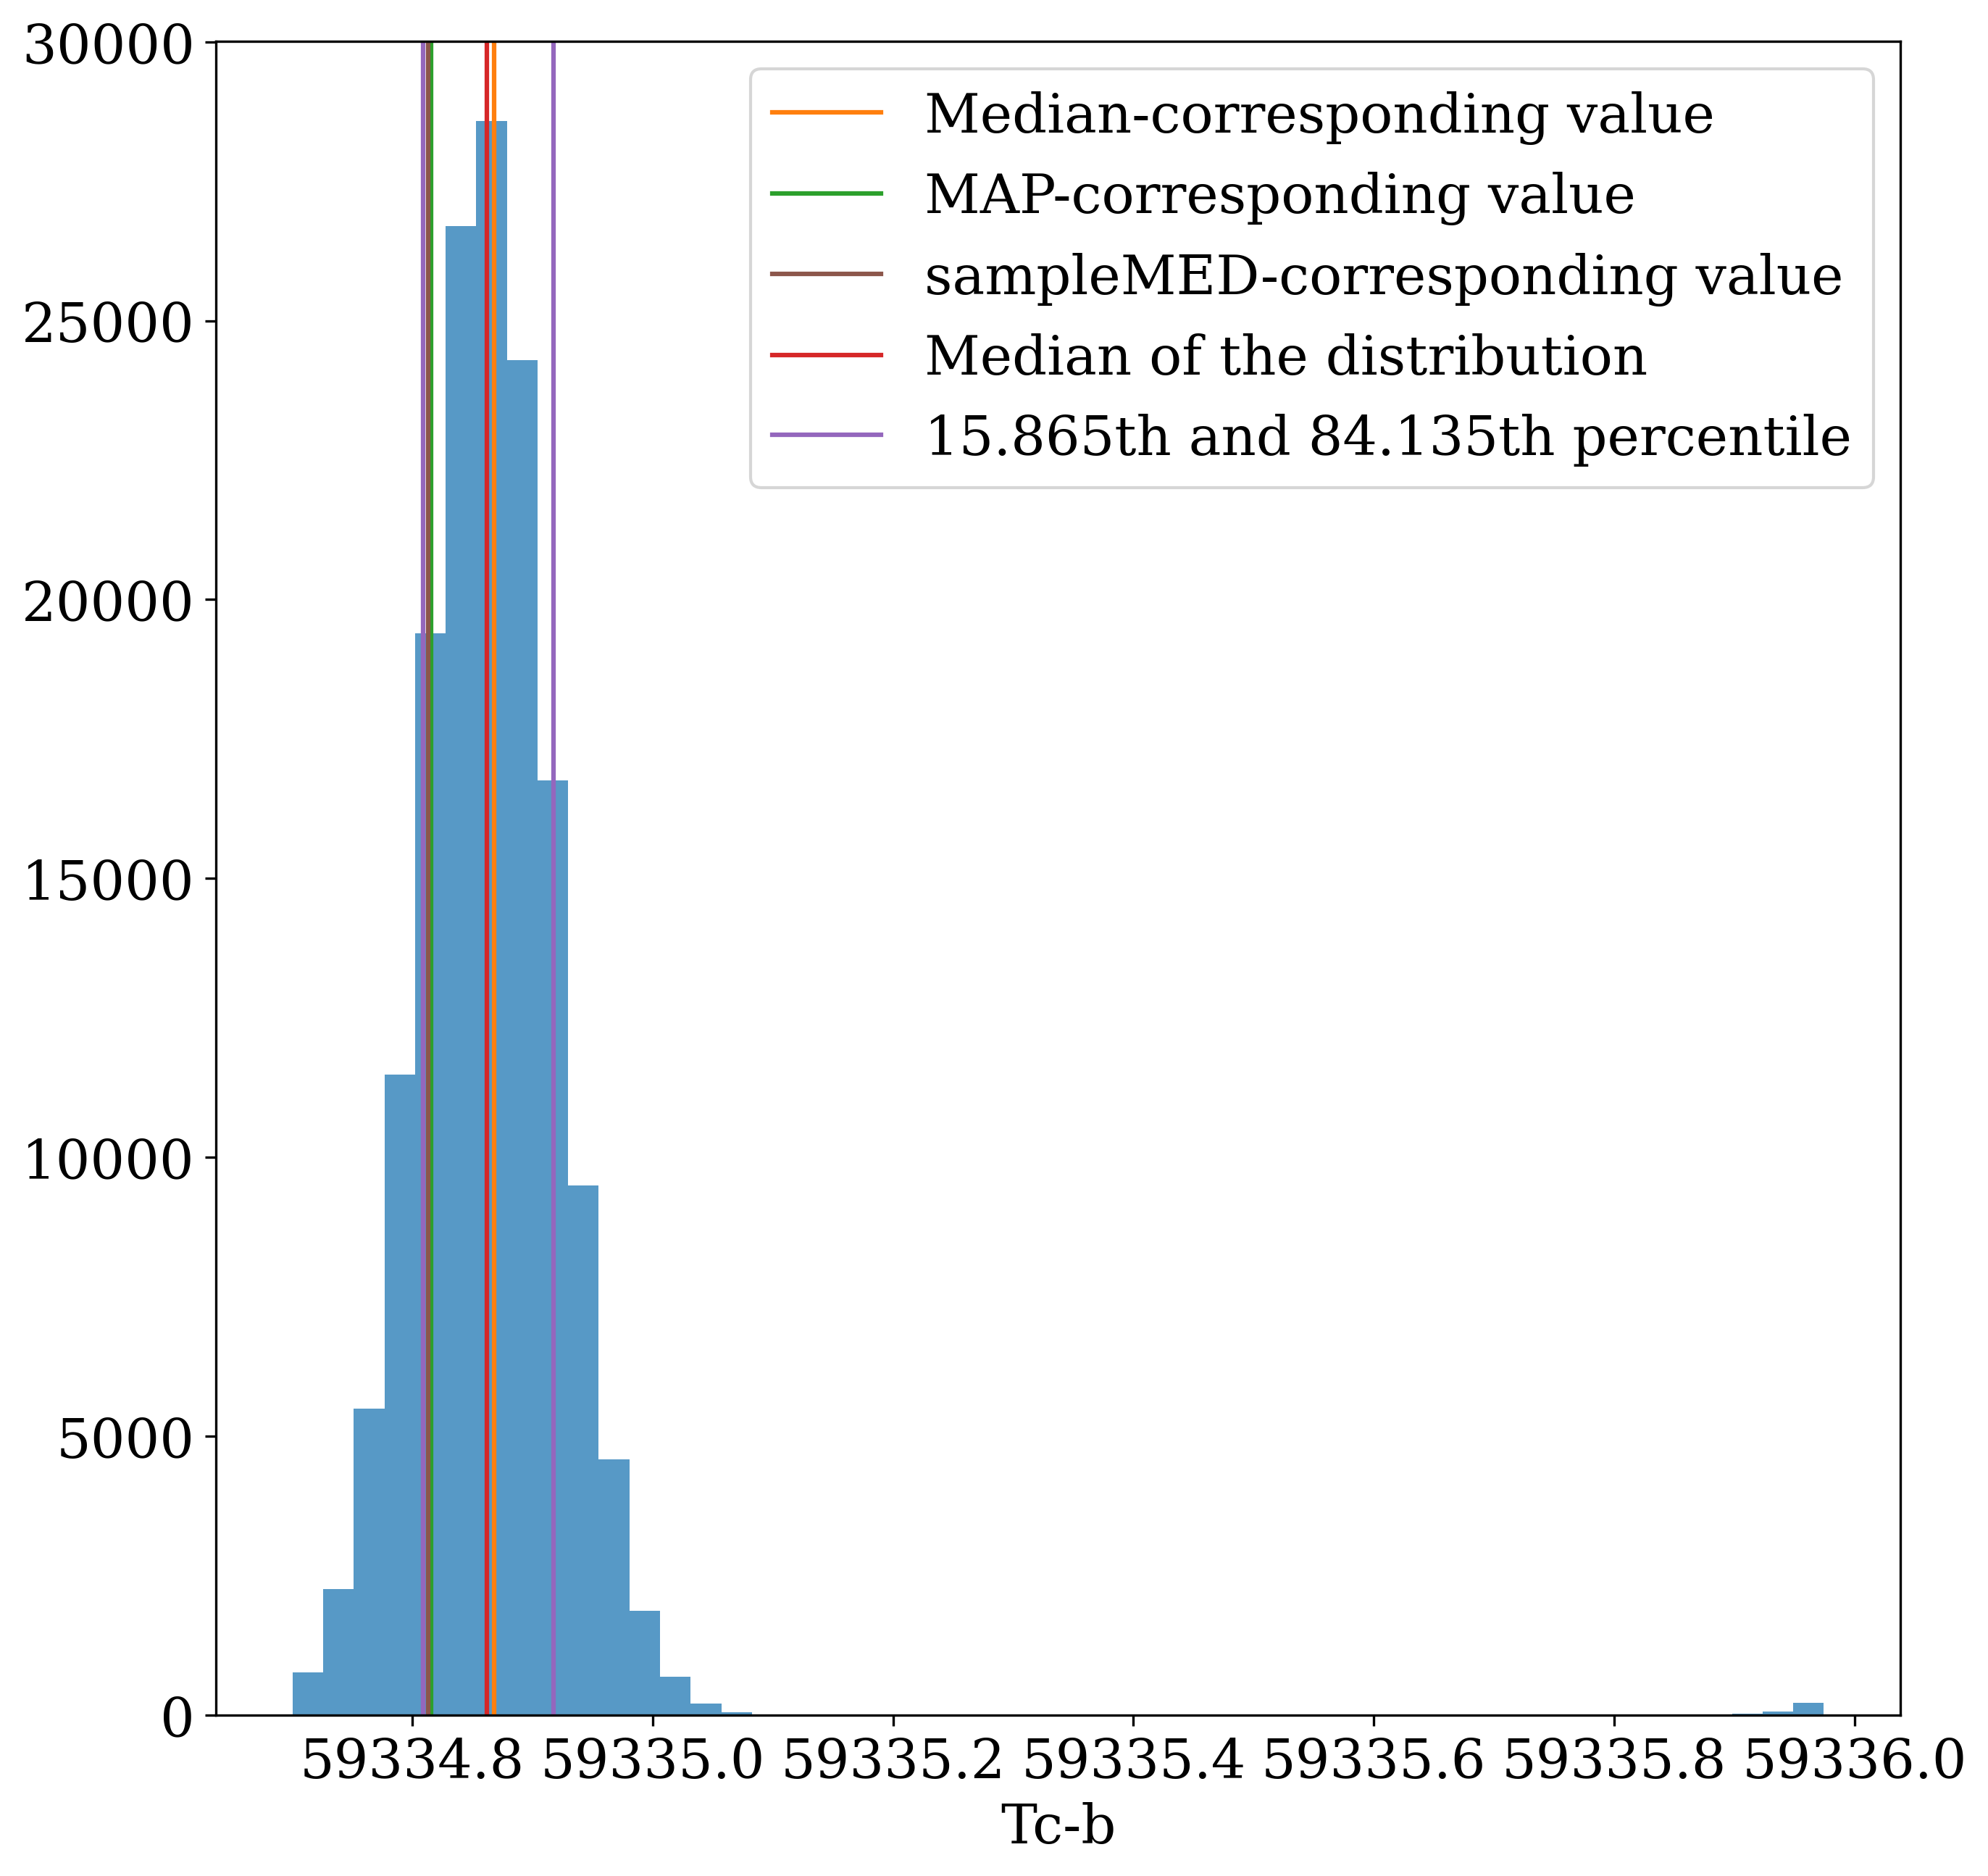 30000
25000
20000
15000
10000
5000
0
Median-corresponding value
MAP-corresponding value
sampleMED-corresponding value
Median of the distribution
15.865th and 84.135th percentile
59334.8 59335.0 59335.2 59335.4 59335.6 59335.8 59336.0
Tc-b